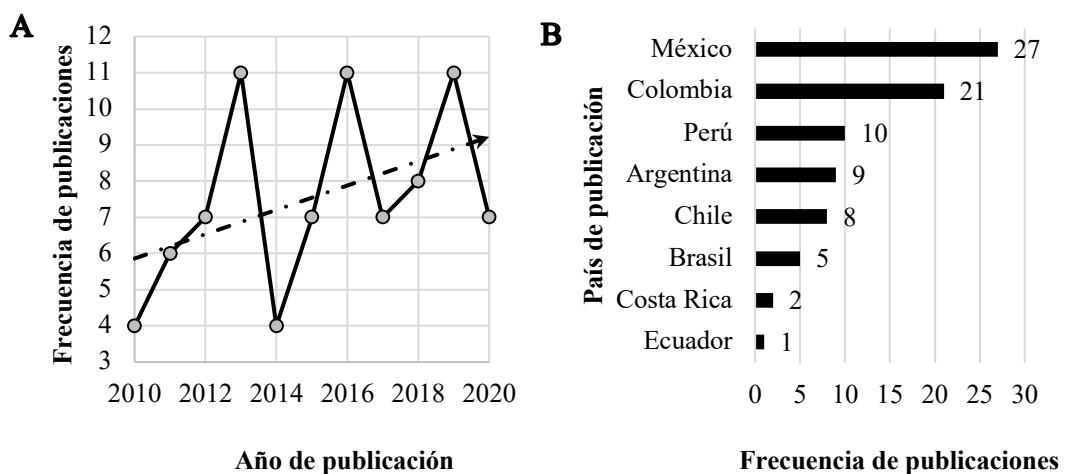 A
Frecuencia de publicaciones
12
11
10
9
8
7
6
5
4
3
2010 2012 2014 2016 2018 2020
Año de publicación
B
País de publicación
México 27
Colombia 21
Perú 10
Argentina 9
Chile 8
Brasil 5
Costa Rica 2
Ecuador 1
0 5 10 15 20 25 30
Frecuencia de publicaciones